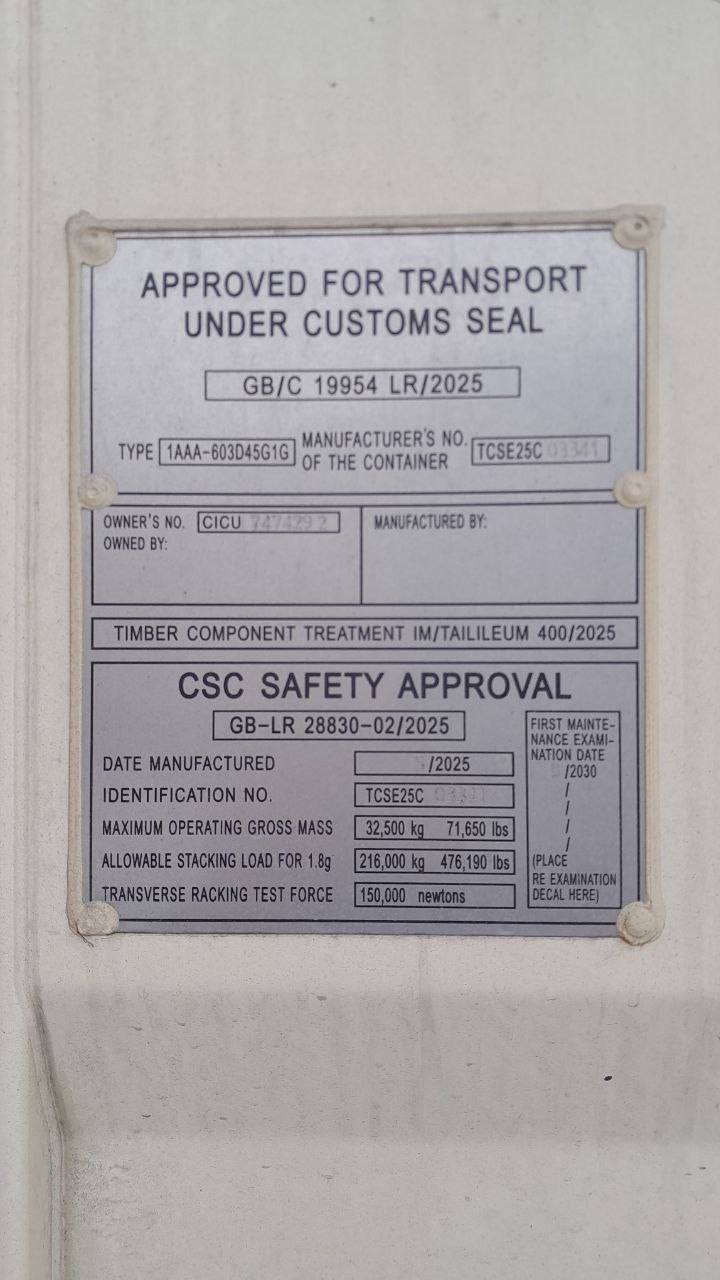 APPROVED FOR TRANSPORT
UNDER CUSTOMS SEAL
GB/C 19954 LR/2025
TYPE 1AAA-603D45G1G
MANUFACTURER'S NO.
OF THE CONTAINER
TCSE25C
OWNER'S NO. CICU 747429 2
OWNED BY:
MANUFACTURED BY:
TIMBER COMPONENT TREATMENT IM/TAILILEUM 400/2025
CSC SAFETY APPROVAL
GB-LR 28830-02/2025
DATE MANUFACTURED /2025
IDENTIFICATION NO. TCSE25C
MAXIMUM OPERATING GROSS MASS 32,500 kg 71,650 lbs
ALLOWABLE STACKING LOAD FOR 1.8g 216,000 kg 476,190 lbs
TRANSVERSE RACKING TEST FORCE 150,000 newtons
FIRST MAINTE-
NANCE EXAMI-
NATION DATE
/2030
/
/
/
/
(PLACE
RE EXAMINATION
DECAL HERE)